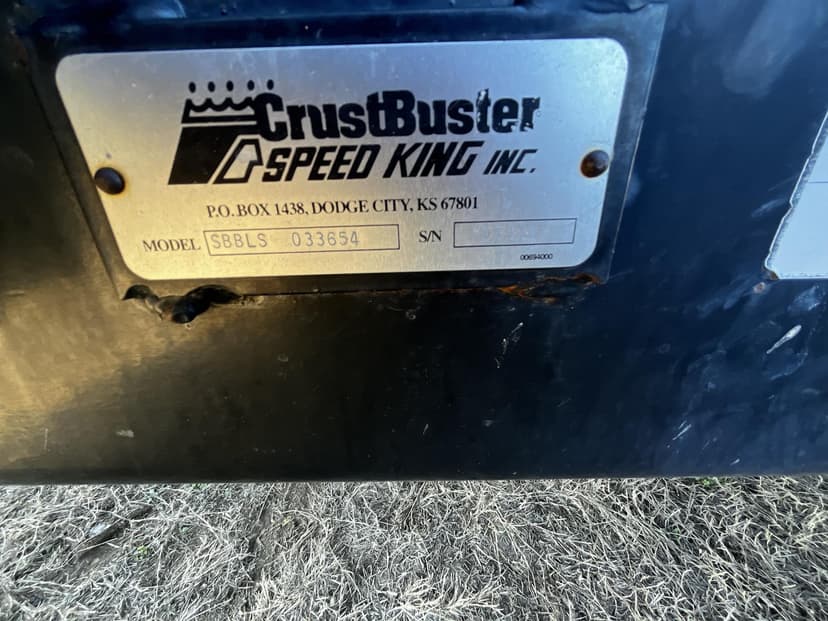 CrustBuster
SPEED KING INC.
P.O. BOX 1438, DODGE CITY, KS 67801
MODEL SBBLS 033654 S/N
00694000